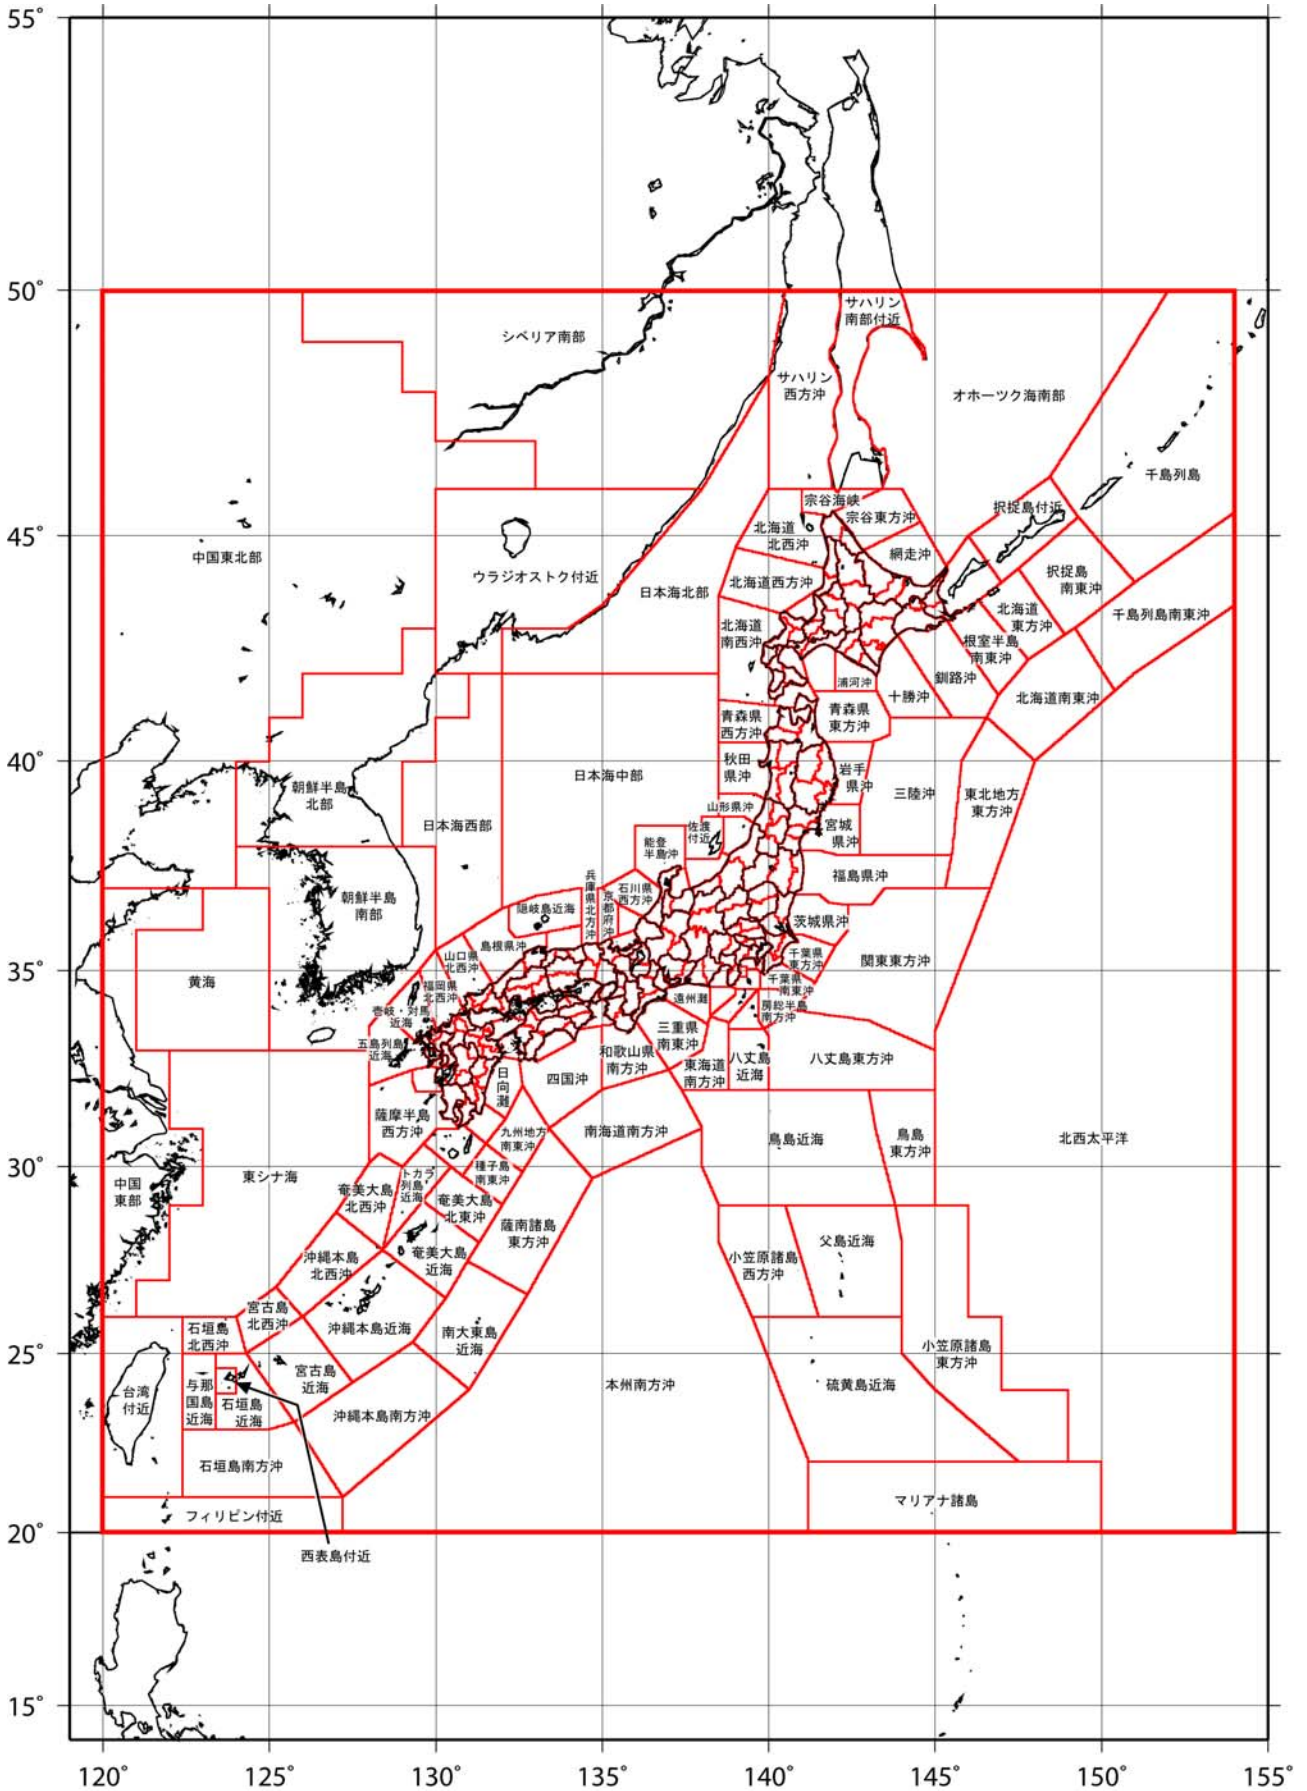 55°
50°
45°
40°
35°
30°
25°
20°
15°
サハリン
南部付近
シベリア南部
サハリン
西方沖
オホーツク海南部
千島列島
宗谷海峡
択捉島付近
宗谷東方沖
北海道
北西沖
中国東北部
網走沖
ウラジオストク付近
北海道西方沖
択捉島
南東沖
日本海北部
北海道
東方沖
千島列島南東沖
北海道
南西沖
根室半島
南東沖
釧路沖
浦河沖
十勝沖
北海道南東沖
青森県
西方沖
青森県
東方沖
秋田
県沖
岩手
県沖
日本海中部
朝鮮半島
北部
三陸沖
東北地方
東方沖
山形県沖
日本海西部
佐渡
付近
宮城
県沖
能登
半島沖
福島県沖
兵庫県北方沖
京都府沖
石川県
西方沖
朝鮮半島
南部
隠岐島近海
茨城県沖
島根県沖
山口県
北西沖
千葉県
東方沖
関東東方沖
黄海
福岡県
北西沖
千葉県
南東沖
遠州灘
房総半島
南方沖
壱岐・対馬
近海
三重県
南東沖
五島列島
近海
和歌山県
南方沖
東海道
南方沖
八丈島
近海
八丈島東方沖
日向灘
四国沖
薩摩半島
西方沖
九州地方
南東沖
南海道南方沖
鳥島近海
鳥島
東方沖
北西太平洋
東シナ海
中国
東部
種子島
南東沖
トカラ
列島
近海
奄美大島
北西沖
奄美大島
北東沖
薩南諸島
東方沖
父島近海
奄美大島
近海
沖縄本島
北西沖
小笠原諸島
西方沖
宮古島
北西沖
石垣島
北西沖
沖縄本島近海
南大東島
近海
小笠原諸島
東方沖
宮古島
近海
与那
国島
近海
石垣島
近海
台湾
付近
本州南方沖
硫黄島近海
沖縄本島南方沖
石垣島南方沖
マリアナ諸島
フィリピン付近
西表島付近
120°
125°
130°
135°
140°
145°
150°
155°